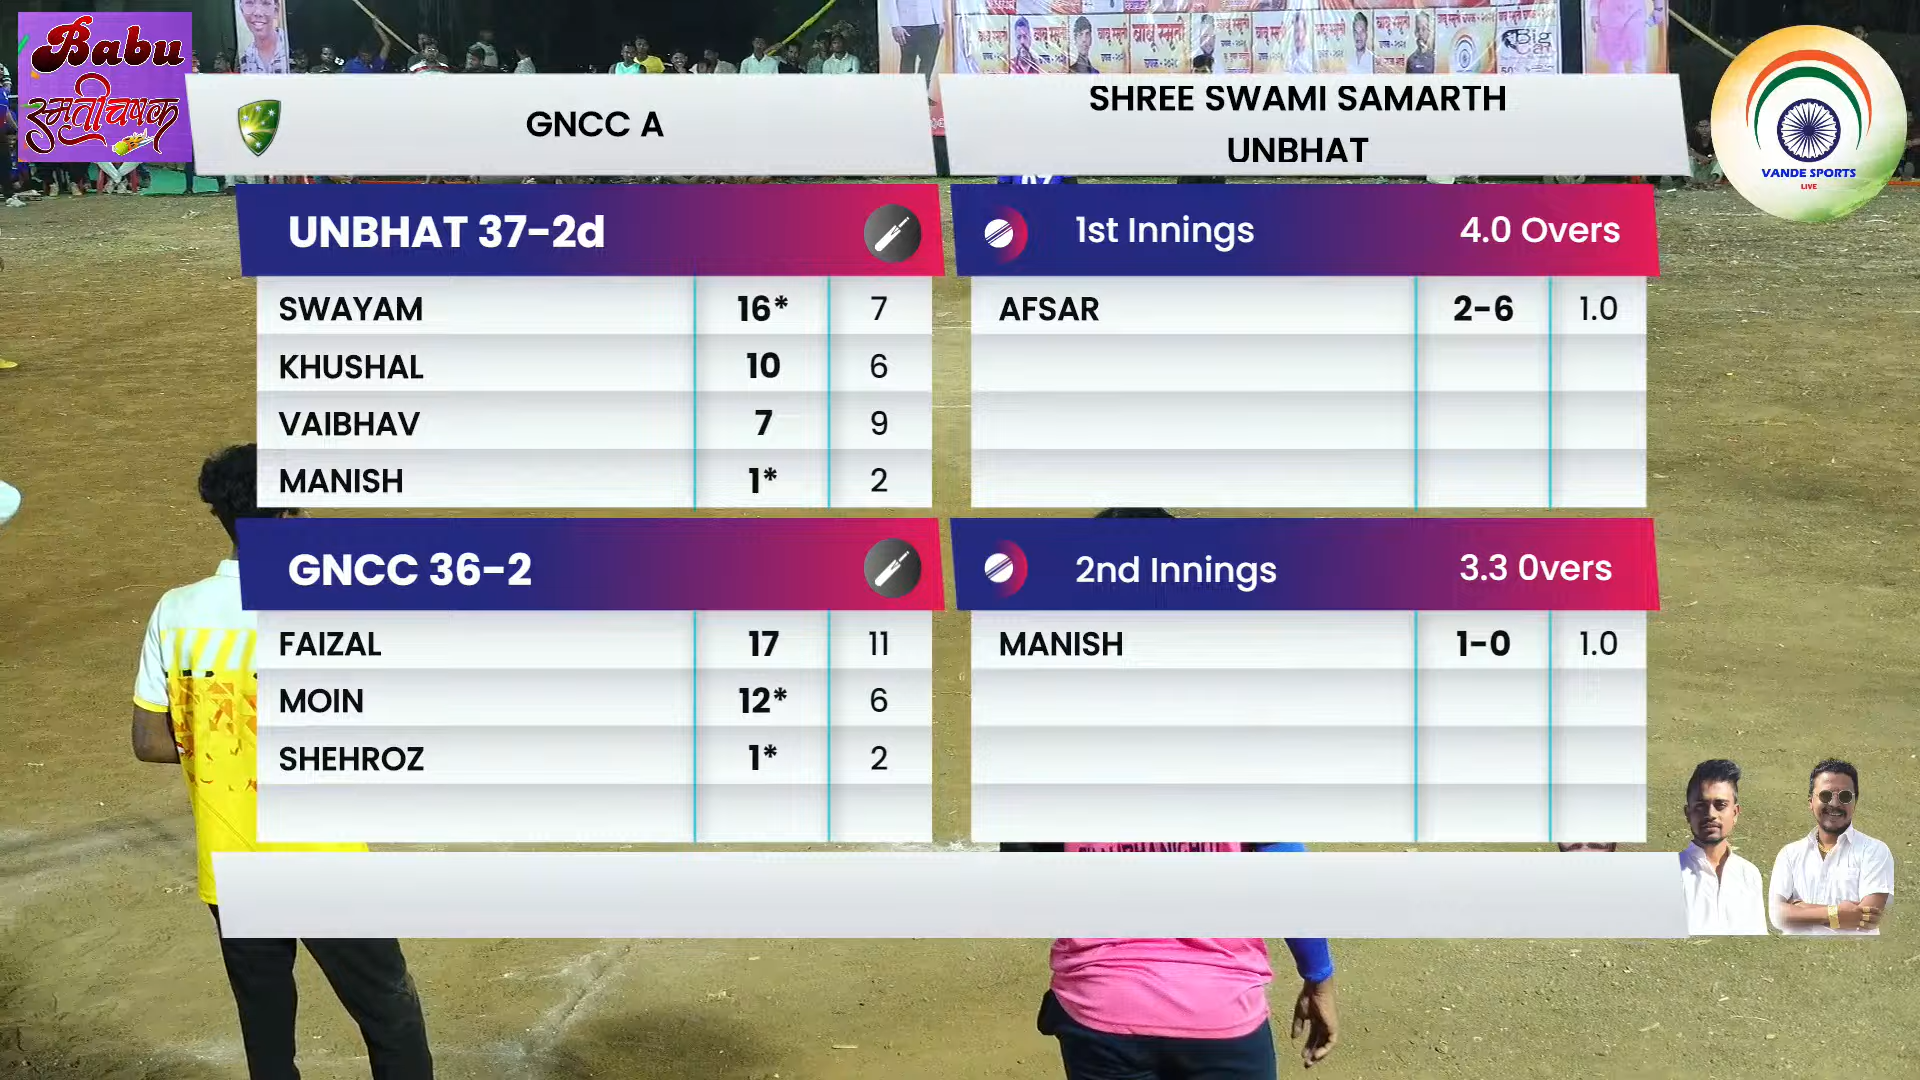 Babu
स्मृतीचषक
GNCC A
SHREE SWAMI SAMARTH
UNBHAT
VANDE SPORTS
LIVE
UNBHAT 37-2d
1st Innings 4.0 Overs
SWAYAM 16* 7
KHUSHAL 10 6
VAIBHAV 7 9
MANISH 1* 2
AFSAR 2-6 1.0
GNCC 36-2
2nd Innings 3.3 0vers
FAIZAL 17 11
MOIN 12* 6
SHEHROZ 1* 2
MANISH 1-0 1.0